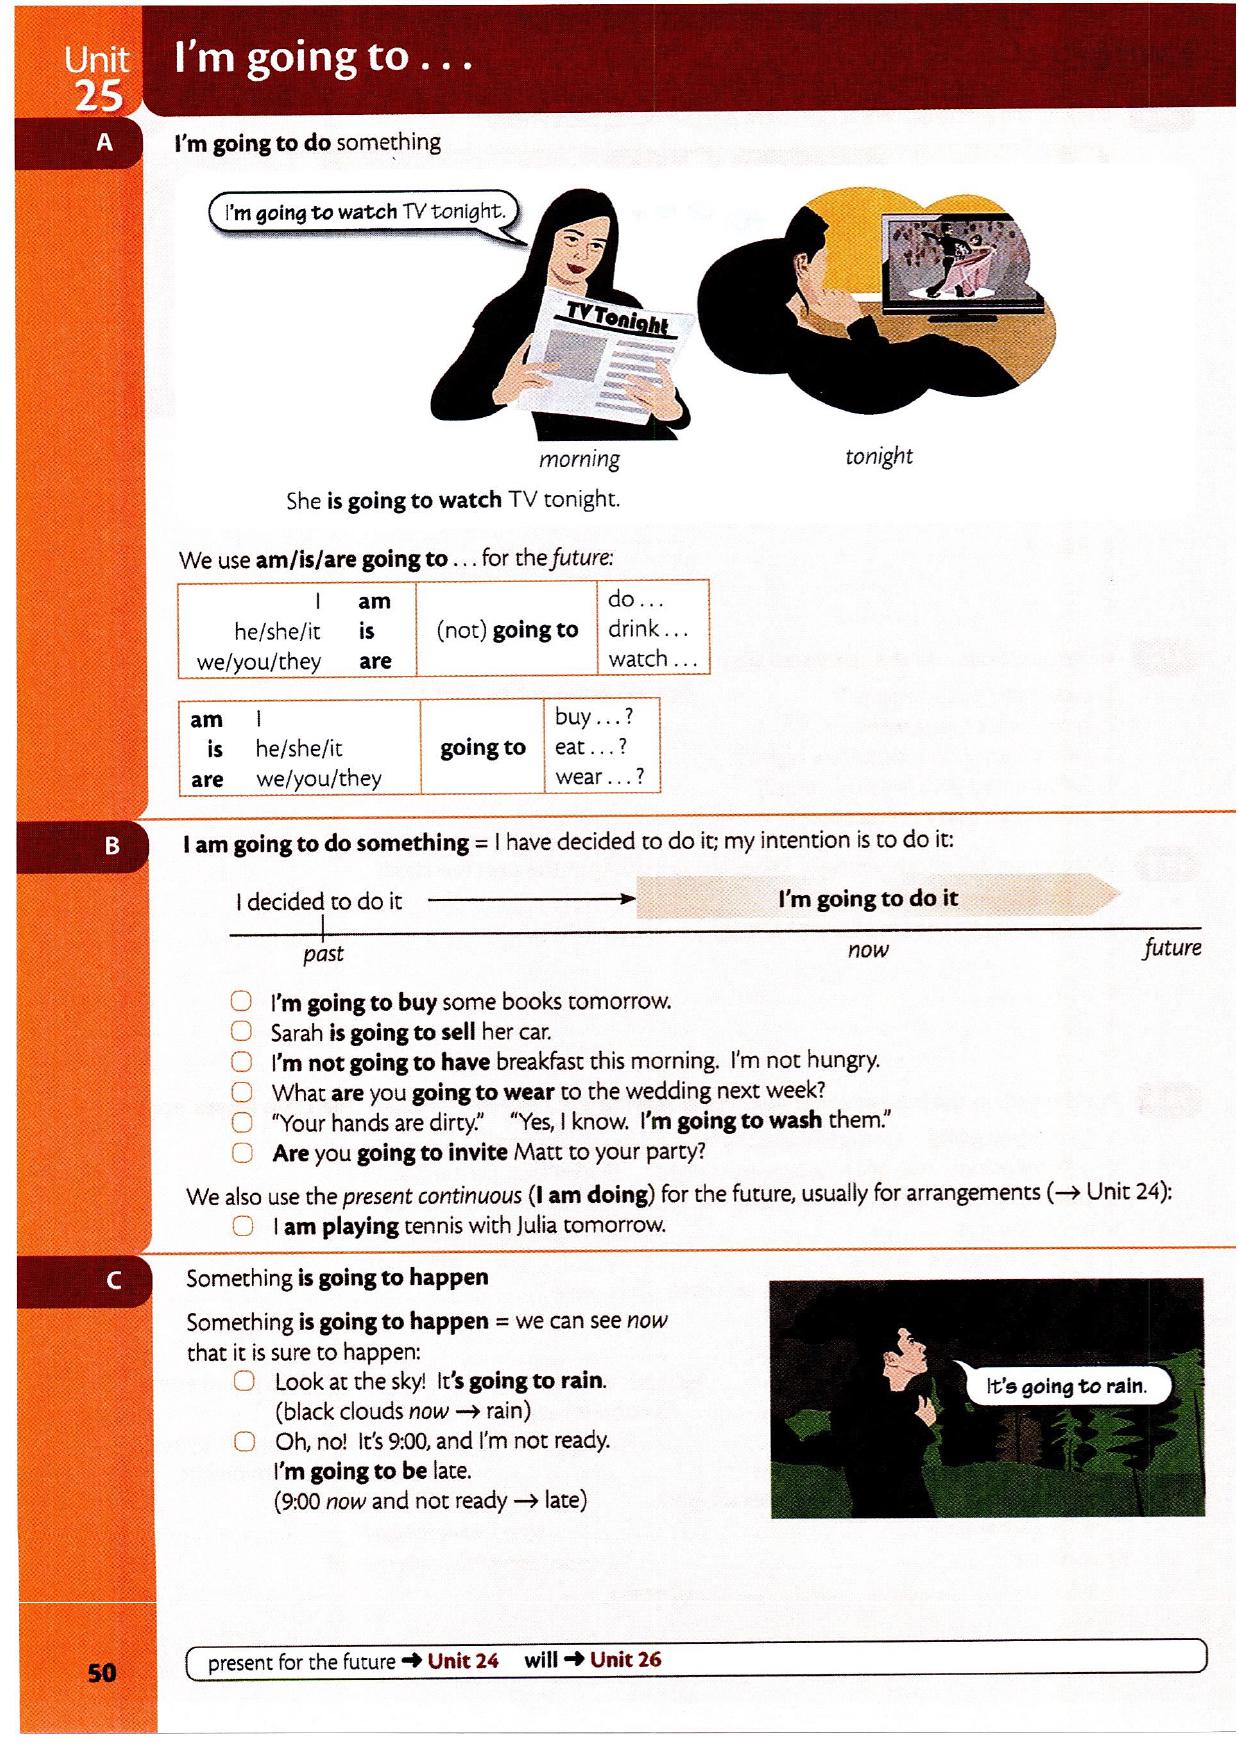 Unit
25
I'm going to . . .
A
I'm going to do something
I'm going to watch TV tonight.
TV Tonight
morning
tonight
She is going to watch TV tonight.
We use am/is/are going to . . . for the future:
I am
he/she/it is
we/you/they are
(not) going to
do . . .
drink . . .
watch . . .
am I
is he/she/it
are we/you/they
going to
buy . . . ?
eat . . . ?
wear . . . ?
B
I am going to do something = I have decided to do it; my intention is to do it:
I decided to do it
I'm going to do it
past
now
future
I'm going to buy some books tomorrow.
Sarah is going to sell her car.
I'm not going to have breakfast this morning. I'm not hungry.
What are you going to wear to the wedding next week?
"Your hands are dirty." "Yes, I know. I'm going to wash them."
Are you going to invite Matt to your party?
We also use the present continuous (I am doing) for the future, usually for arrangements (→ Unit 24):
I am playing tennis with Julia tomorrow.
C
Something is going to happen
Something is going to happen = we can see now
that it is sure to happen:
Look at the sky! It's going to rain.
(black clouds now → rain)
Oh, no! It's 9:00, and I'm not ready.
I'm going to be late.
(9:00 now and not ready → late)
It's going to rain.
50
present for the future → Unit 24 will → Unit 26